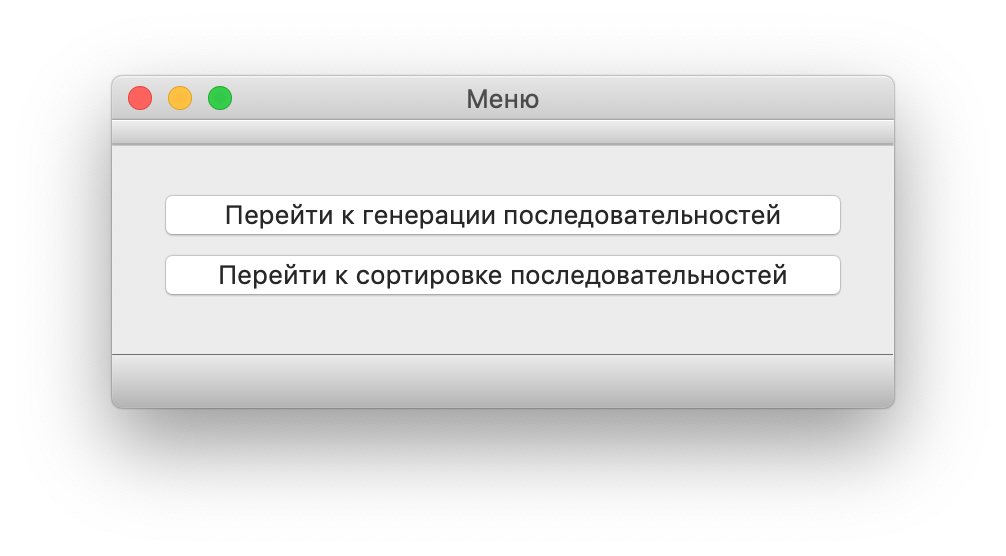 Меню
Перейти к генерации последовательностей
Перейти к сортировке последовательностей